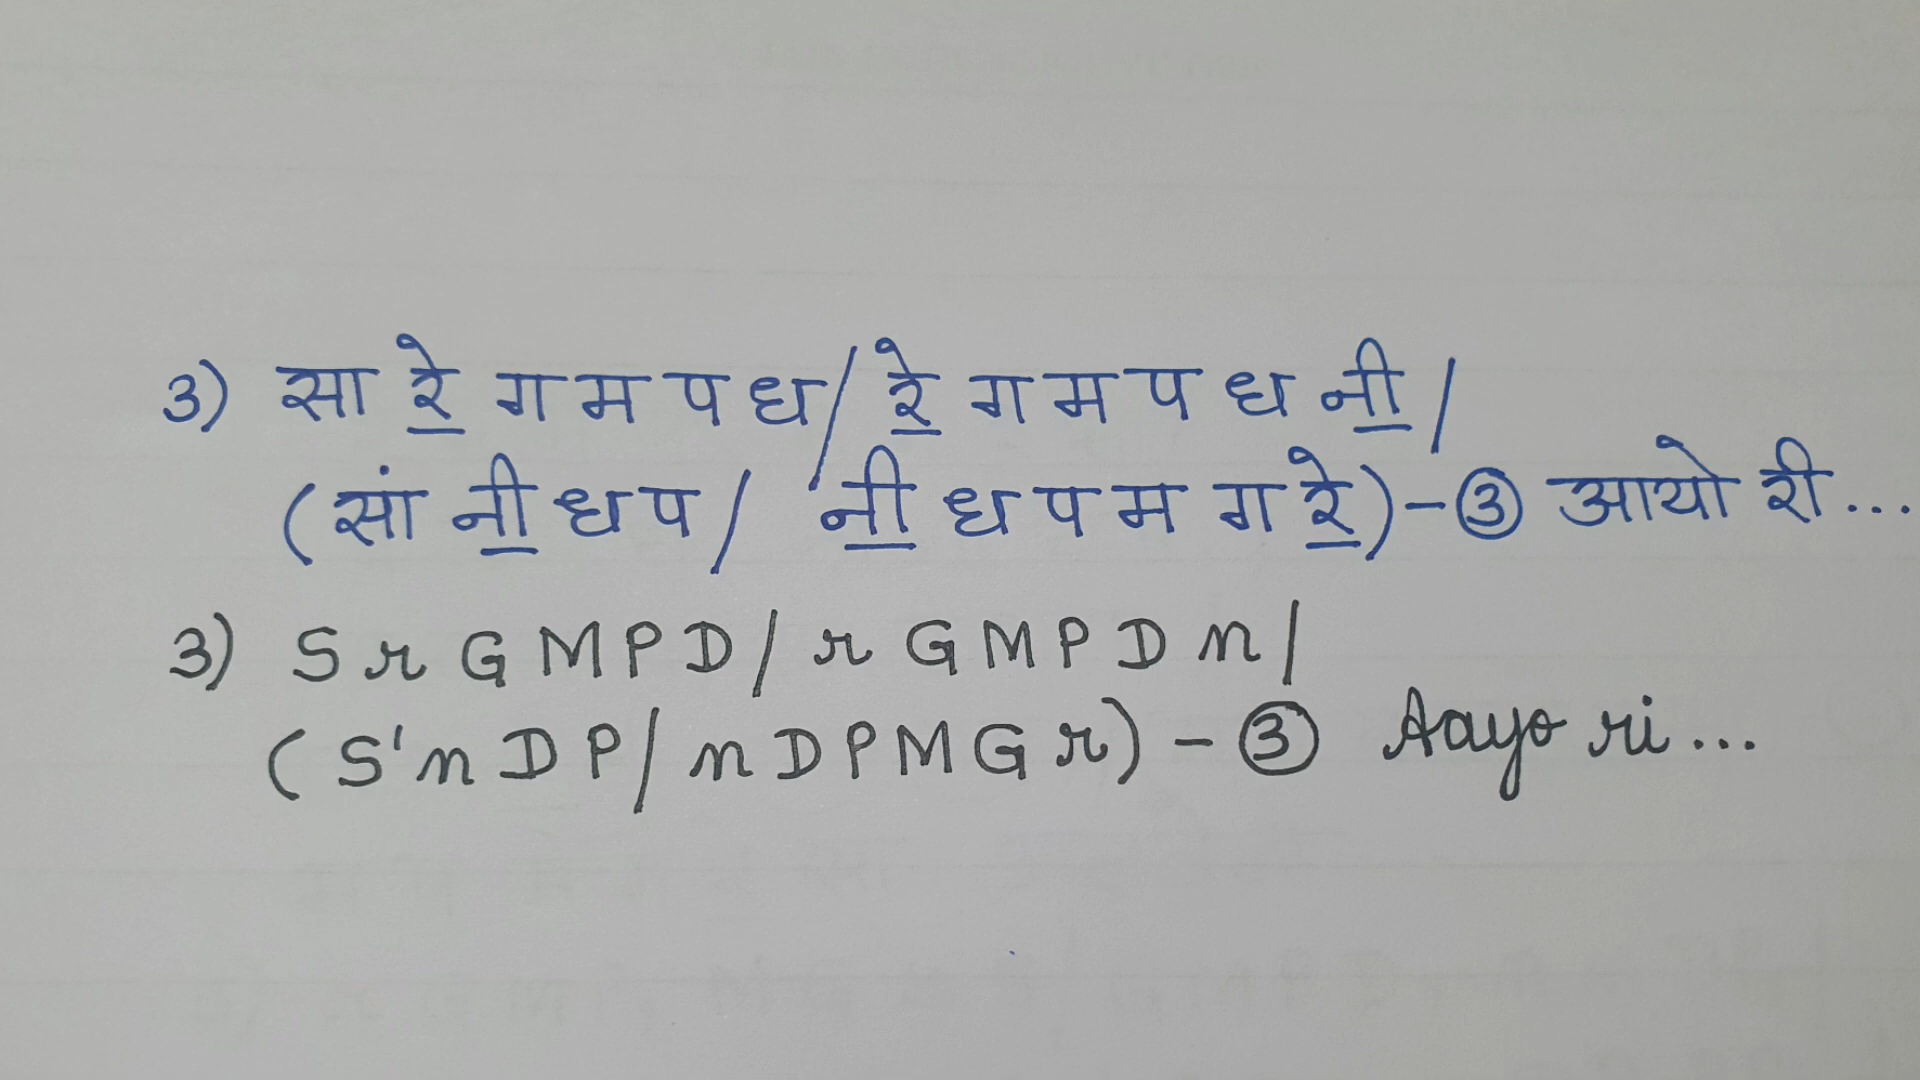 3) सा रे॒ ग म प ध / रे॒ ग म प ध नी॒ /
(सां नी॒ ध प / नी॒ ध प म ग रे॒) - ③ आयो री...
3) S r G M P D / r G M P D n /
( S' n D P / n D P M G r ) - ③ Aayo ri...